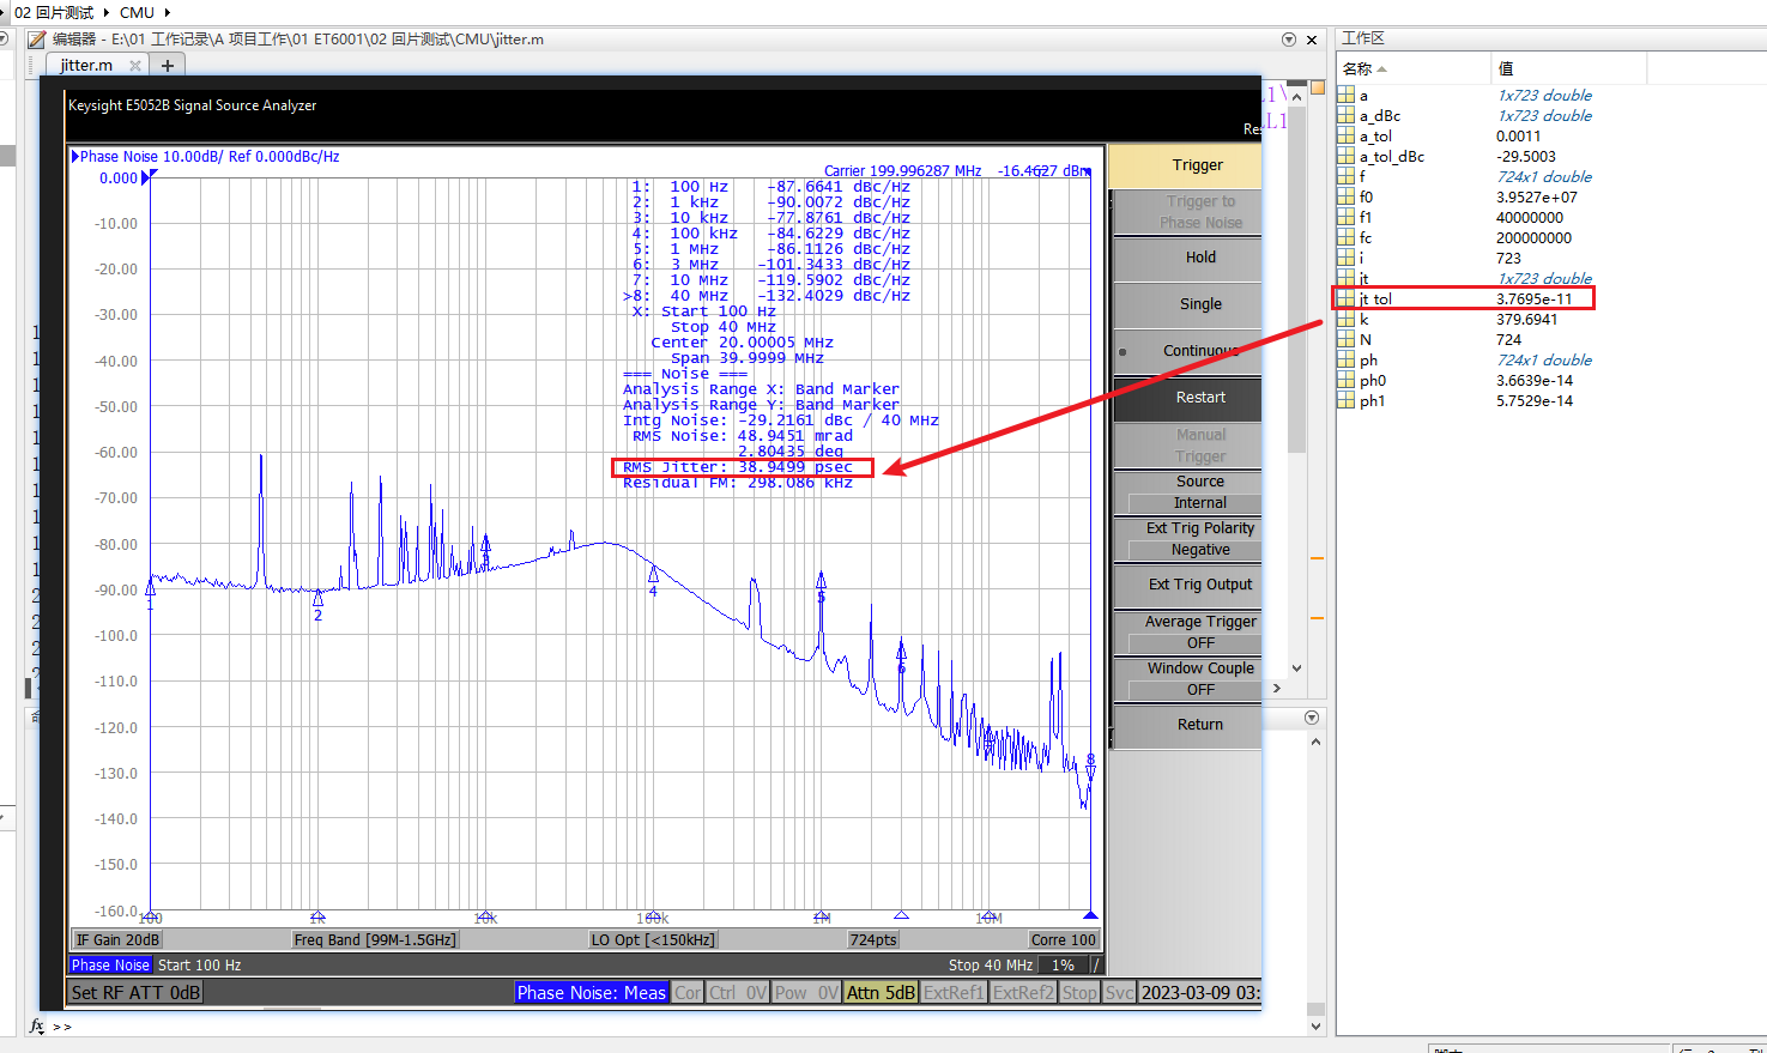 02 回片测试 ▸ CMU ▸
编辑器 - E:\01 工作记录\A 项目工作\01 ET6001\02 回片测试\CMU\jitter.m
jitter.m × +
Keysight E5052B Signal Source Analyzer
Phase Noise 10.00dB/ Ref 0.000dBc/Hz
Carrier 199.996287 MHz -16.4627 dBm
0.000
-10.00
-20.00
-30.00
-40.00
-50.00
-60.00
-70.00
-80.00
-90.00
-100.0
-110.0
-120.0
-130.0
-140.0
-150.0
-160.0
1: 100 Hz -87.6641 dBc/Hz
2: 1 kHz -90.0072 dBc/Hz
3: 10 kHz -77.8761 dBc/Hz
4: 100 kHz -84.6229 dBc/Hz
5: 1 MHz -86.1126 dBc/Hz
6: 3 MHz -101.3433 dBc/Hz
7: 10 MHz -119.5902 dBc/Hz
>8: 40 MHz -132.4029 dBc/Hz
X: Start 100 Hz
Stop 40 MHz
Center 20.00005 MHz
Span 39.9999 MHz
=== Noise ===
Analysis Range X: Band Marker
Analysis Range Y: Band Marker
Intg Noise: -29.2161 dBc / 40 MHz
RMS Noise: 48.9451 mrad
2.80435 deg
RMS Jitter: 38.9499 psec
Residual FM: 298.086 kHz
1
2
4
5
6
8
100 1k 10k 100k 1M 10M
IF Gain 20dB Freq Band [99M-1.5GHz] LO Opt [<150kHz] 724pts Corre 100
Phase Noise Start 100 Hz Stop 40 MHz 1% /
Set RF ATT 0dB Phase Noise: Meas Cor Ctrl 0V Pow 0V Attn 5dB ExtRef1 ExtRef2 Stop Svc 2023-03-09 03:
Trigger
Trigger to
Phase Noise
Hold
Single
Continuous
Restart
Manual
Trigger
Source
Internal
Ext Trig Polarity
Negative
Ext Trig Output
Average Trigger
OFF
Window Couple
OFF
Return
fx >>
工作区
名称 值
a 1x723 double
a_dBc 1x723 double
a_tol 0.0011
a_tol_dBc -29.5003
f 724x1 double
f0 3.9527e+07
f1 40000000
fc 200000000
i 723
jt 1x723 double
jt_tol 3.7695e-11
k 379.6941
N 724
ph 724x1 double
ph0 3.6639e-14
ph1 5.7529e-14